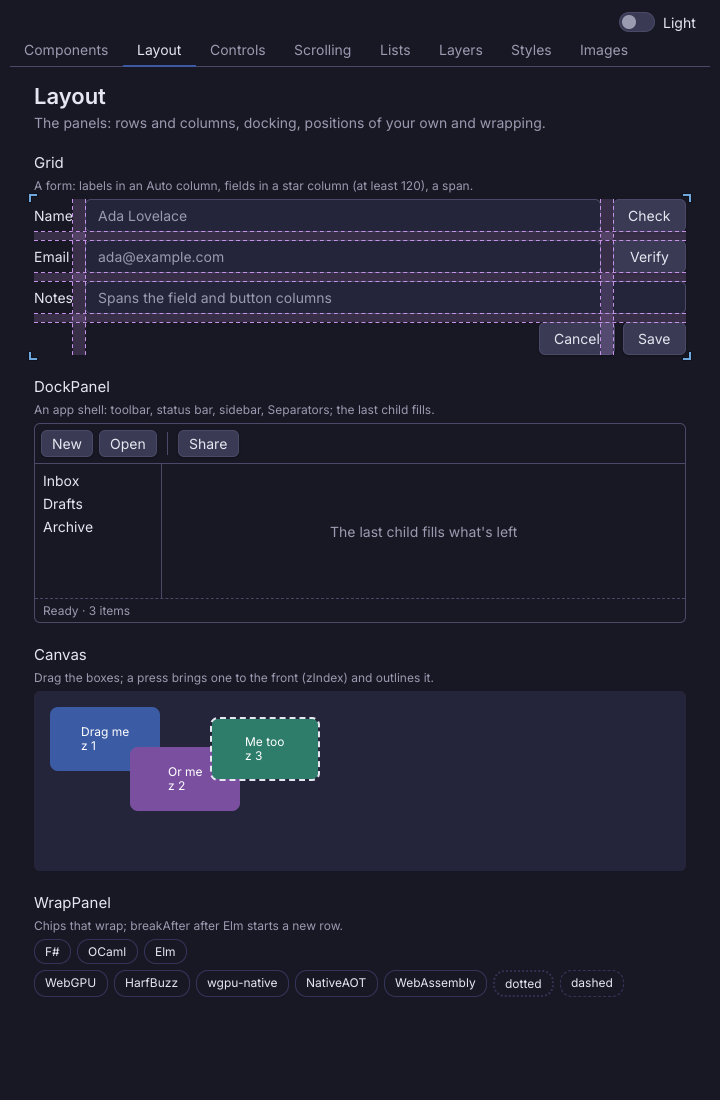 Light
Components Layout Controls Scrolling Lists Layers Styles Images
Layout
The panels: rows and columns, docking, positions of your own and wrapping.
Grid
A form: labels in an Auto column, fields in a star column (at least 120), a span.
Name Ada Lovelace Check
Email ada@example.com Verify
Notes Spans the field and button columns
Cancel Save
DockPanel
An app shell: toolbar, status bar, sidebar, Separators; the last child fills.
New Open Share
Inbox
Drafts
Archive
The last child fills what's left
Ready · 3 items
Canvas
Drag the boxes; a press brings one to the front (zIndex) and outlines it.
Drag me
z 1
Me too
z 3
Or me
z 2
WrapPanel
Chips that wrap; breakAfter after Elm starts a new row.
F# OCaml Elm
WebGPU HarfBuzz wgpu-native NativeAOT WebAssembly dotted dashed